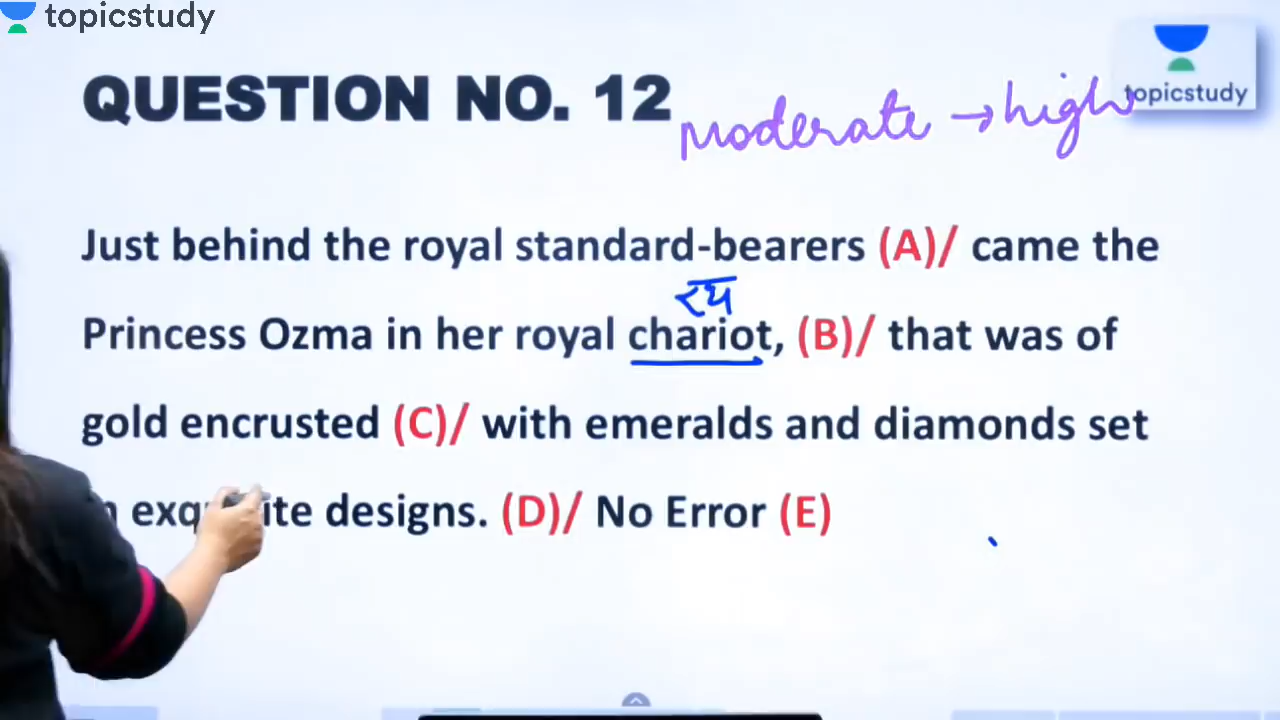 topicstudy
topicstudy
QUESTION NO. 12
moderate → high
Just behind the royal standard-bearers (A)/ came the
रथ
Princess Ozma in her royal chariot, (B)/ that was of
gold encrusted (C)/ with emeralds and diamonds set
designs. (D)/ No Error (E)